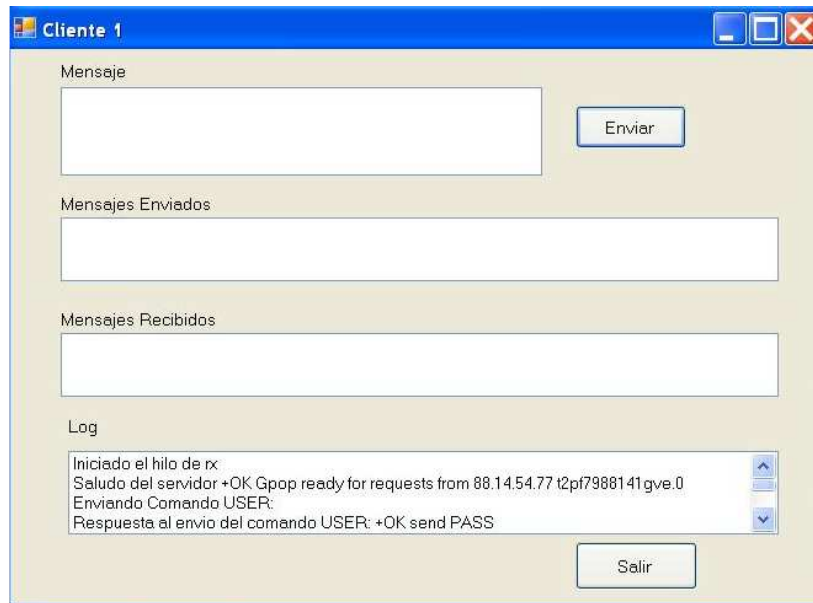 Cliente 1
Mensaje
Enviar
Mensajes Enviados
Mensajes Recibidos
Log
Iniciado el hilo de rx
Saludo del servidor +OK Gpop ready for requests from 88.14.54.77 t2pf7988141gve.0
Enviando Comando USER:
Respuesta al envio del comando USER: +OK send PASS
Salir